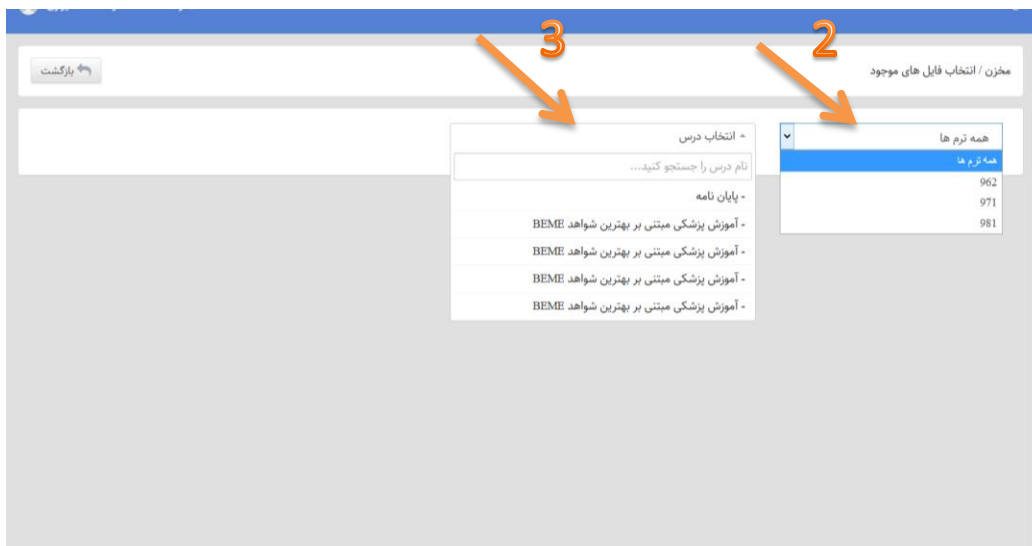 3
2
مخزن / انتخاب فایل های موجود
بازگشت
همه ترم ها
همه ترم ها
962
971
981
انتخاب درس
نام درس را جستجو کنید...
- پایان نامه
- آموزش پزشکی مبتنی بر بهترین شواهد BEME
- آموزش پزشکی مبتنی بر بهترین شواهد BEME
- آموزش پزشکی مبتنی بر بهترین شواهد BEME
- آموزش پزشکی مبتنی بر بهترین شواهد BEME